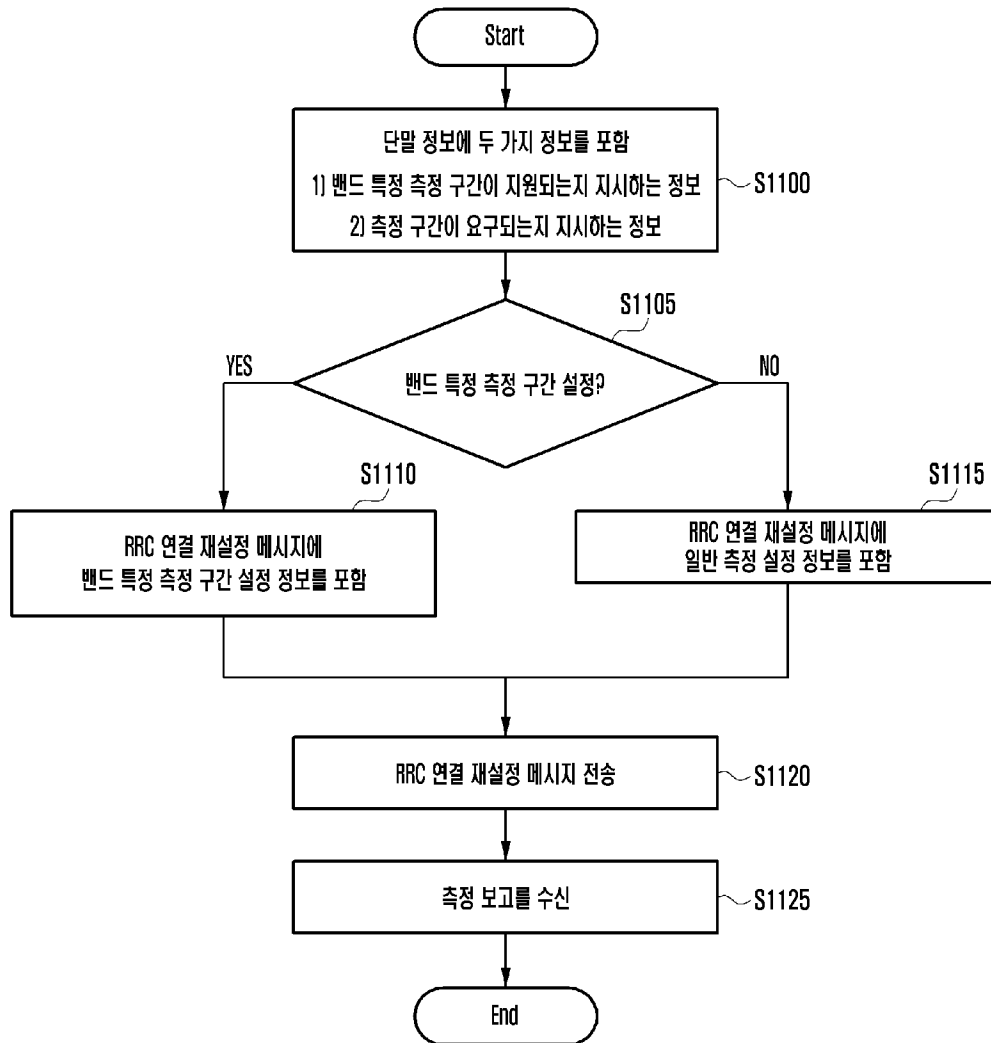 Start
단말 정보에 두 가지 정보를 포함
1) 밴드 특정 측정 구간이 지원되는지 지시하는 정보
2) 측정 구간이 요구되는지 지시하는 정보
S1100
S1105
YES
밴드 특정 측정 구간 설정?
NO
S1110
S1115
RRC 연결 재설정 메시지에
밴드 특정 측정 구간 설정 정보를 포함
RRC 연결 재설정 메시지에
일반 측정 설정 정보를 포함
RRC 연결 재설정 메시지 전송
S1120
측정 보고를 수신
S1125
End